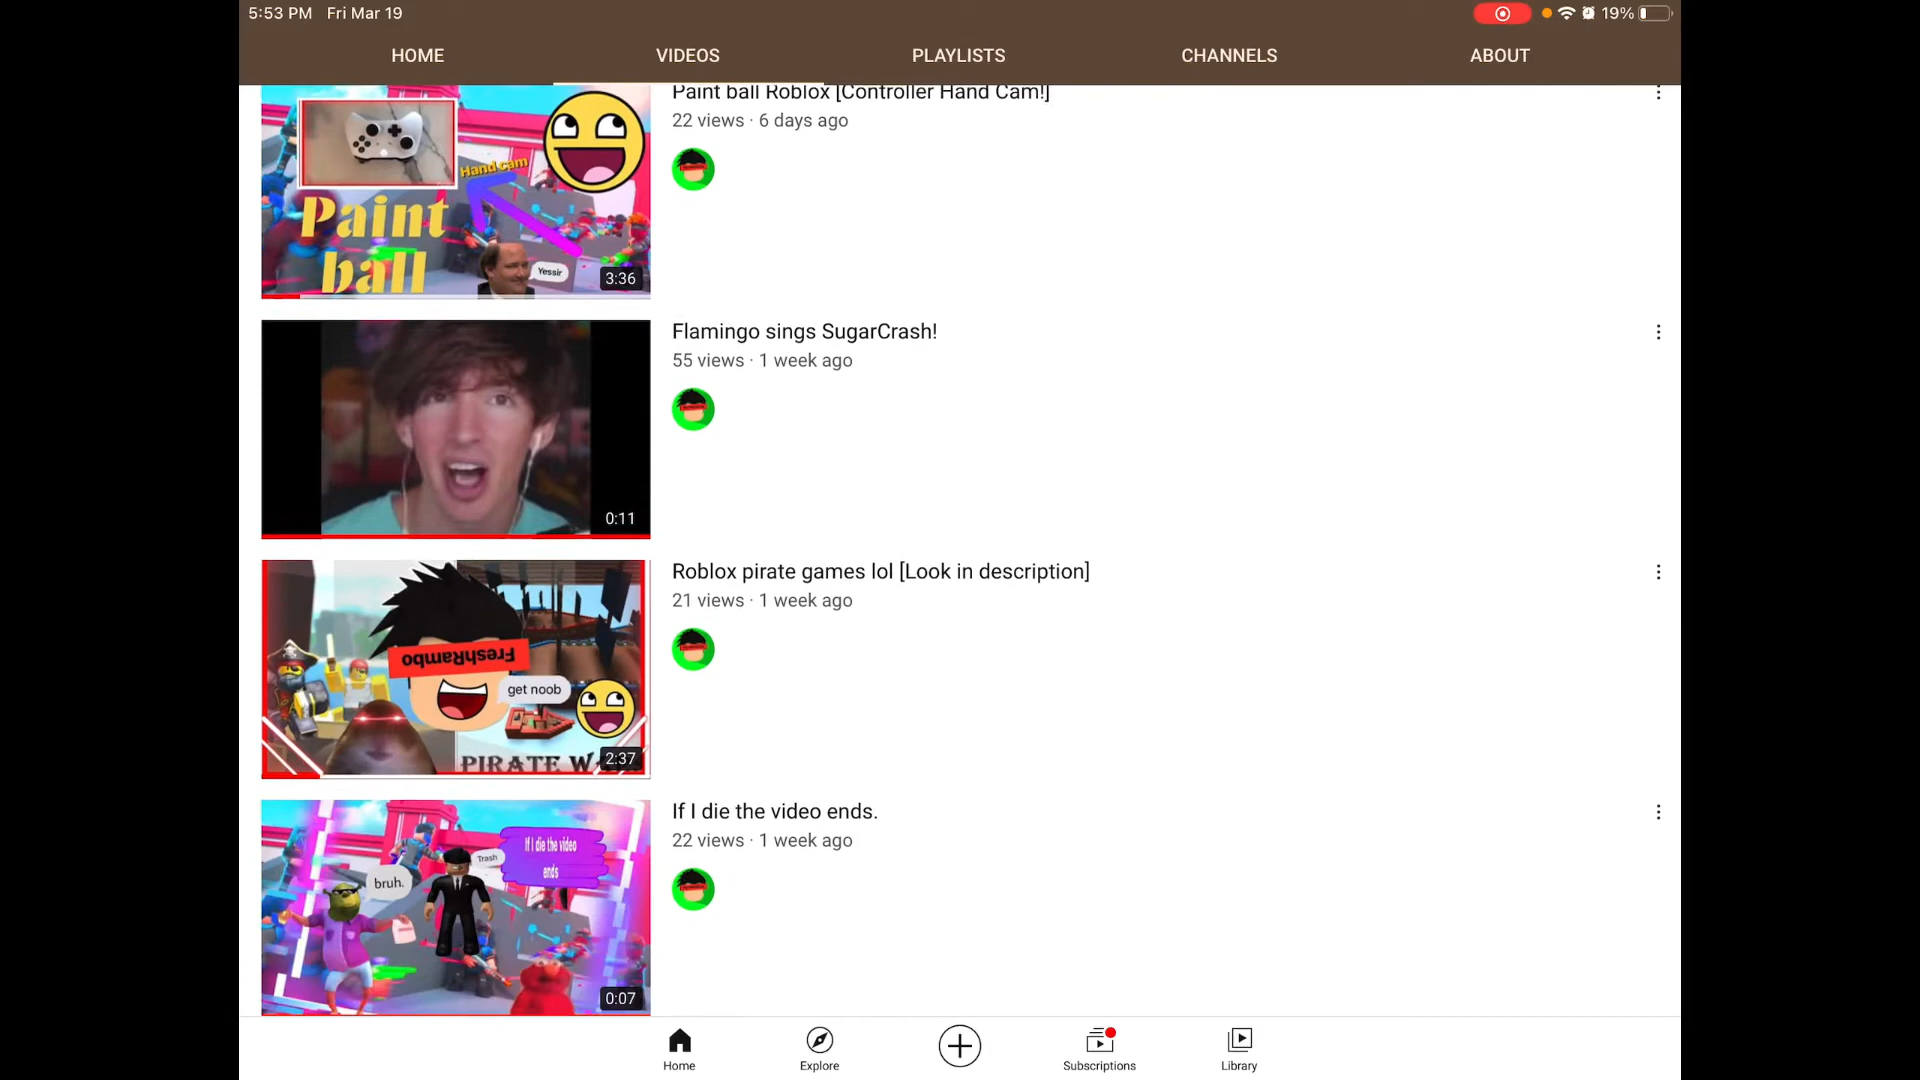 5:53 PM Fri Mar 19
19%
HOME VIDEOS PLAYLISTS CHANNELS ABOUT
Hand cam
Paint
ball
Yessir
3:36
Paint ball Roblox [Controller Hand Cam!]
22 views · 6 days ago
0:11
Flamingo sings SugarCrash!
55 views · 1 week ago
FreshRambo
get noob
PIRATE
2:37
Roblox pirate games lol [Look in description]
21 views · 1 week ago
If I die the video
ends
Trash
bruh.
0:07
If I die the video ends.
22 views · 1 week ago
Home Explore Subscriptions Library